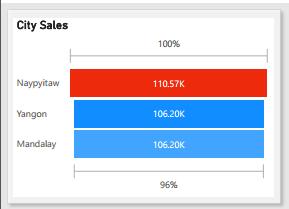 City Sales
100%
Naypyitaw 110.57K
Yangon 106.20K
Mandalay 106.20K
96%